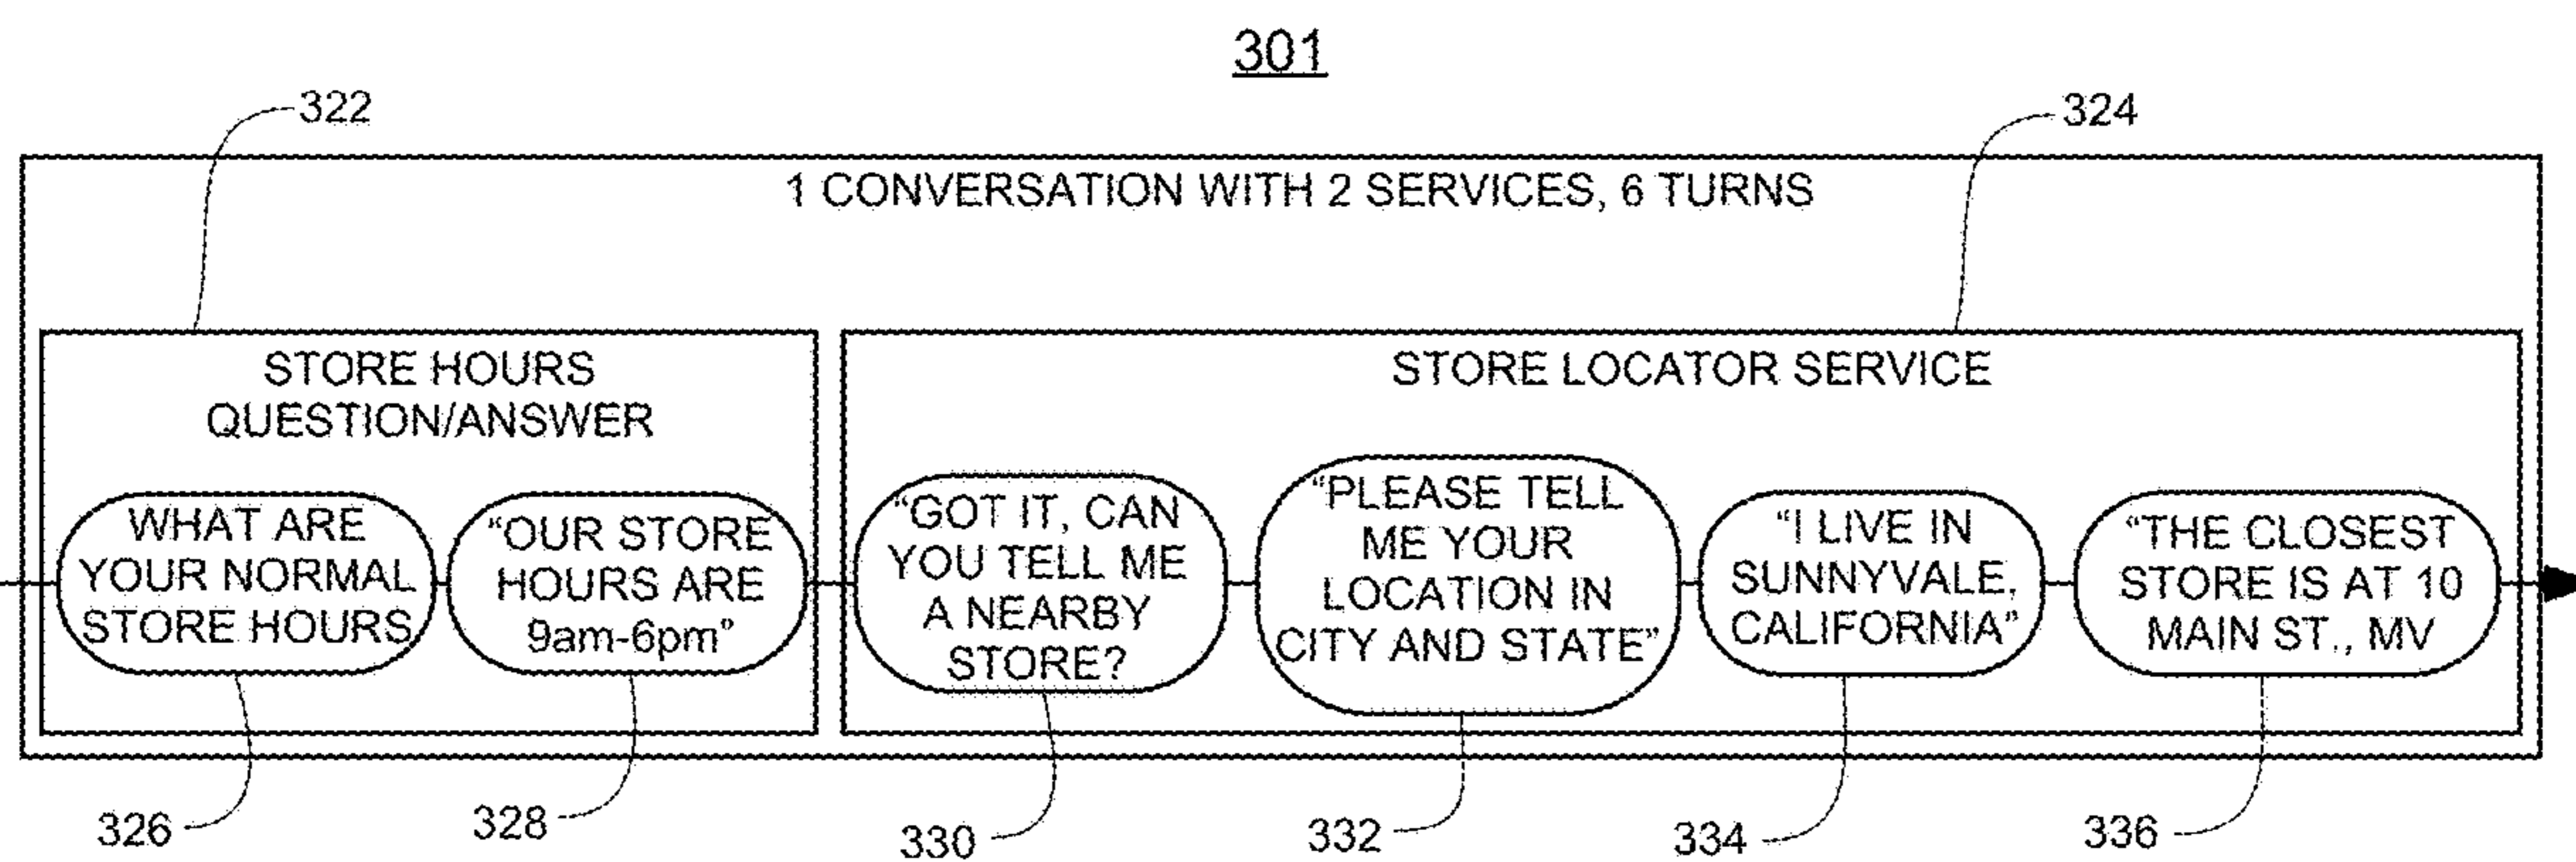 301
322
324
1 CONVERSATION WITH 2 SERVICES, 6 TURNS
STORE HOURS
QUESTION/ANSWER
WHAT ARE
YOUR NORMAL
STORE HOURS
“OUR STORE
HOURS ARE
9am-6pm”
STORE LOCATOR SERVICE
“GOT IT, CAN
YOU TELL ME
A NEARBY
STORE?
“PLEASE TELL
ME YOUR
LOCATION IN
CITY AND STATE”
“I LIVE IN
SUNNYVALE,
CALIFORNIA”
“THE CLOSEST
STORE IS AT 10
MAIN ST., MV
326
328
330
332
334
336